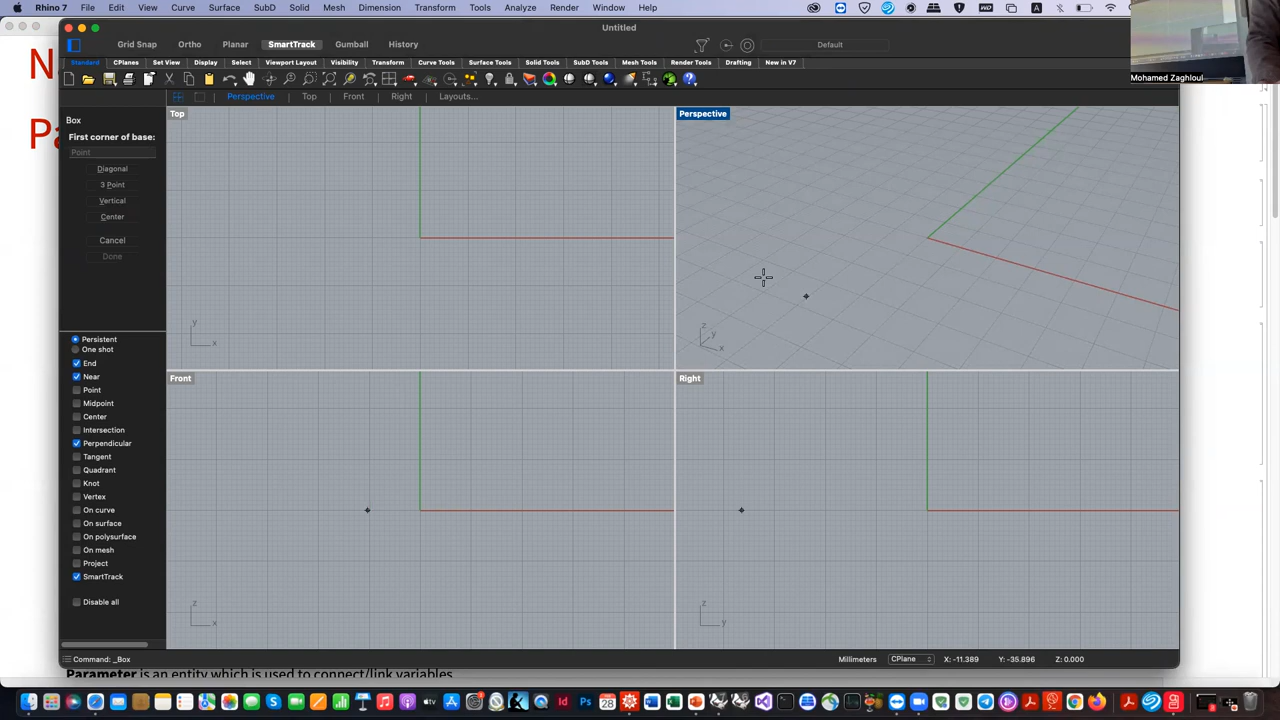 Rhino 7 File Edit View Curve Surface SubD Solid Mesh Dimension Transform Tools Analyze Render Window Help
Untitled
Grid Snap Ortho Planar SmartTrack Gumball History Default
Standard CPlanes Set View Display Select Viewport Layout Visibility Transform Curve Tools Surface Tools Solid Tools SubD Tools Mesh Tools Render Tools Drafting New in V7
Mohamed Zaghloul
Perspective Top Front Right Layouts...
Top
Perspective
Box
First corner of base:
Point
Diagonal
3 Point
Vertical
Center
Cancel
Done
Persistent
One shot
End
Near
Point
Midpoint
Center
Intersection
Perpendicular
Tangent
Quadrant
Knot
Vertex
On curve
On surface
On polysurface
On mesh
Project
SmartTrack
Disable all
y
x
z
y
x
Front
Right
z
x
z
y
Command: _Box
Millimeters CPlane X: -11.389 Y: -35.896 Z: 0.000
Parameter is an entity which is used to connect/link variables